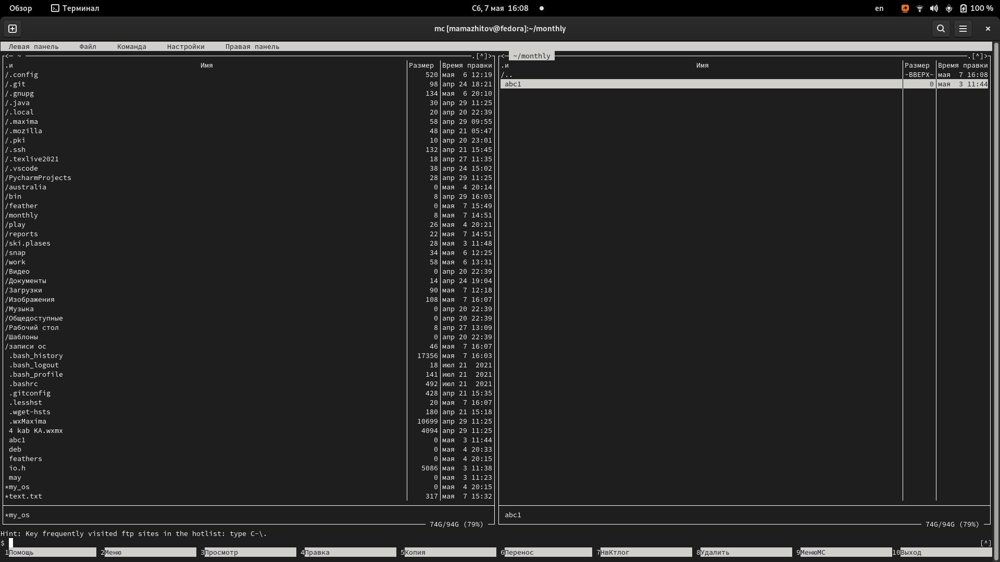 Обзор Терминал Сб, 7 мая 16:08 en 100 %
mc [mamazhitov@fedora]:~/monthly
Левая панель Файл Команда Настройки Правая панель
<─ ~ .[^]>
.и Имя Размер Время правки
/.config 520 мая 6 12:19
/.git 98 апр 24 18:21
/.gnupg 134 мая 6 20:10
/.java 30 апр 29 11:25
/.local 20 апр 20 22:39
/.maxima 58 апр 29 09:55
/.mozilla 48 апр 21 05:47
/.pki 10 апр 20 23:01
/.ssh 132 апр 21 15:45
/.texlive2021 18 апр 27 11:35
/.vscode 38 апр 24 15:02
/PycharmProjects 28 апр 29 11:25
/australia 0 мая 4 20:14
/bin 8 апр 29 16:03
/feather 0 мая 7 15:49
/monthly 8 мая 7 14:51
/play 26 мая 4 20:21
/reports 22 мая 7 14:51
/ski.plases 28 мая 3 11:48
/snap 34 мая 6 12:25
/work 58 мая 6 13:31
/Видео 0 апр 20 22:39
/Документы 14 апр 24 19:04
/Загрузки 90 мая 7 12:18
/Изображения 108 мая 7 16:07
/Музыка 0 апр 20 22:39
/Общедоступные 0 апр 20 22:39
/Рабочий стол 8 апр 27 13:09
/Шаблоны 0 апр 20 22:39
/записи ос 46 мая 7 16:07
.bash_history 17356 мая 7 16:03
.bash_logout 18 июл 21 2021
.bash_profile 141 июл 21 2021
.bashrc 492 июл 21 2021
.gitconfig 428 апр 21 15:35
.lesshst 20 мая 7 16:07
.wget-hsts 180 апр 21 15:18
.wxMaxima 10699 апр 29 11:25
4 kab KA.wxmx 4094 апр 29 11:25
abc1 0 мая 3 11:44
deb 0 мая 4 20:33
feathers 0 мая 4 20:15
io.h 5086 мая 3 11:38
may 0 мая 3 11:23
*my_os 0 мая 4 20:15
*text.txt 317 мая 7 15:32
*my_os
74G/94G (79%)
<─ ~/monthly .[^]>
.и Имя Размер Время правки
/.. -ВВЕРХ- мая 7 16:08
abc1 0 мая 3 11:44
abc1
74G/94G (79%)
Hint: Key frequently visited ftp sites in the hotlist: type C-\.
$ [^]
1Помощь 2Меню 3Просмотр 4Правка 5Копия 6Перенос 7НвКтлог 8Удалить 9МенюMC 10Выход